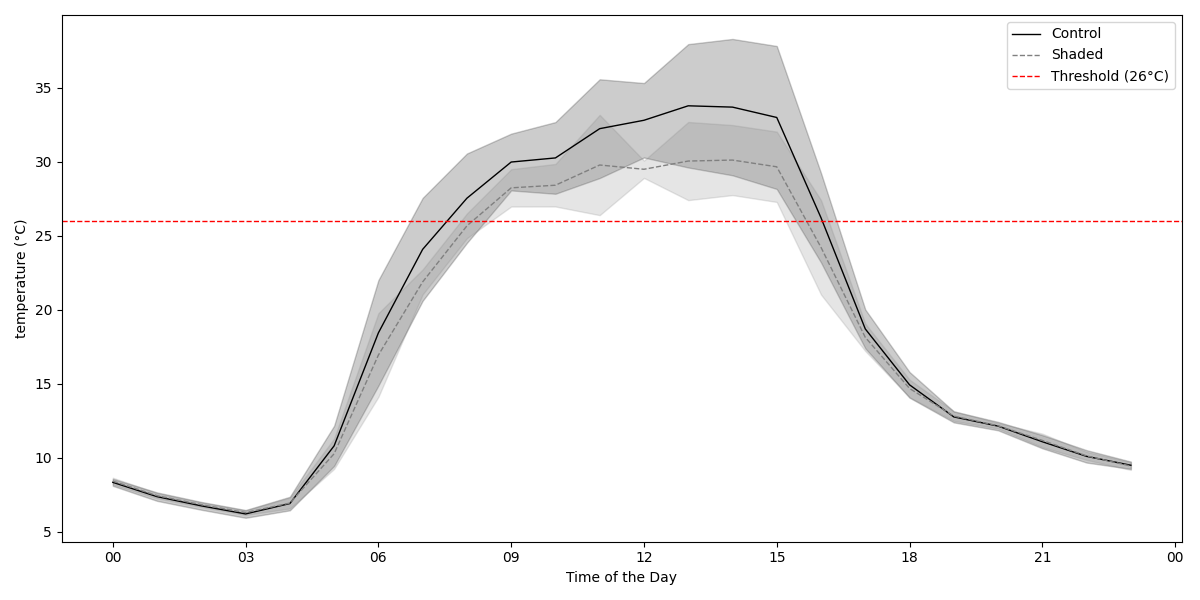 Control
Shaded
Threshold (26°C)
temperature (°C)
35
30
25
20
15
10
5
00 03 06 09 12 15 18 21 00
Time of the Day